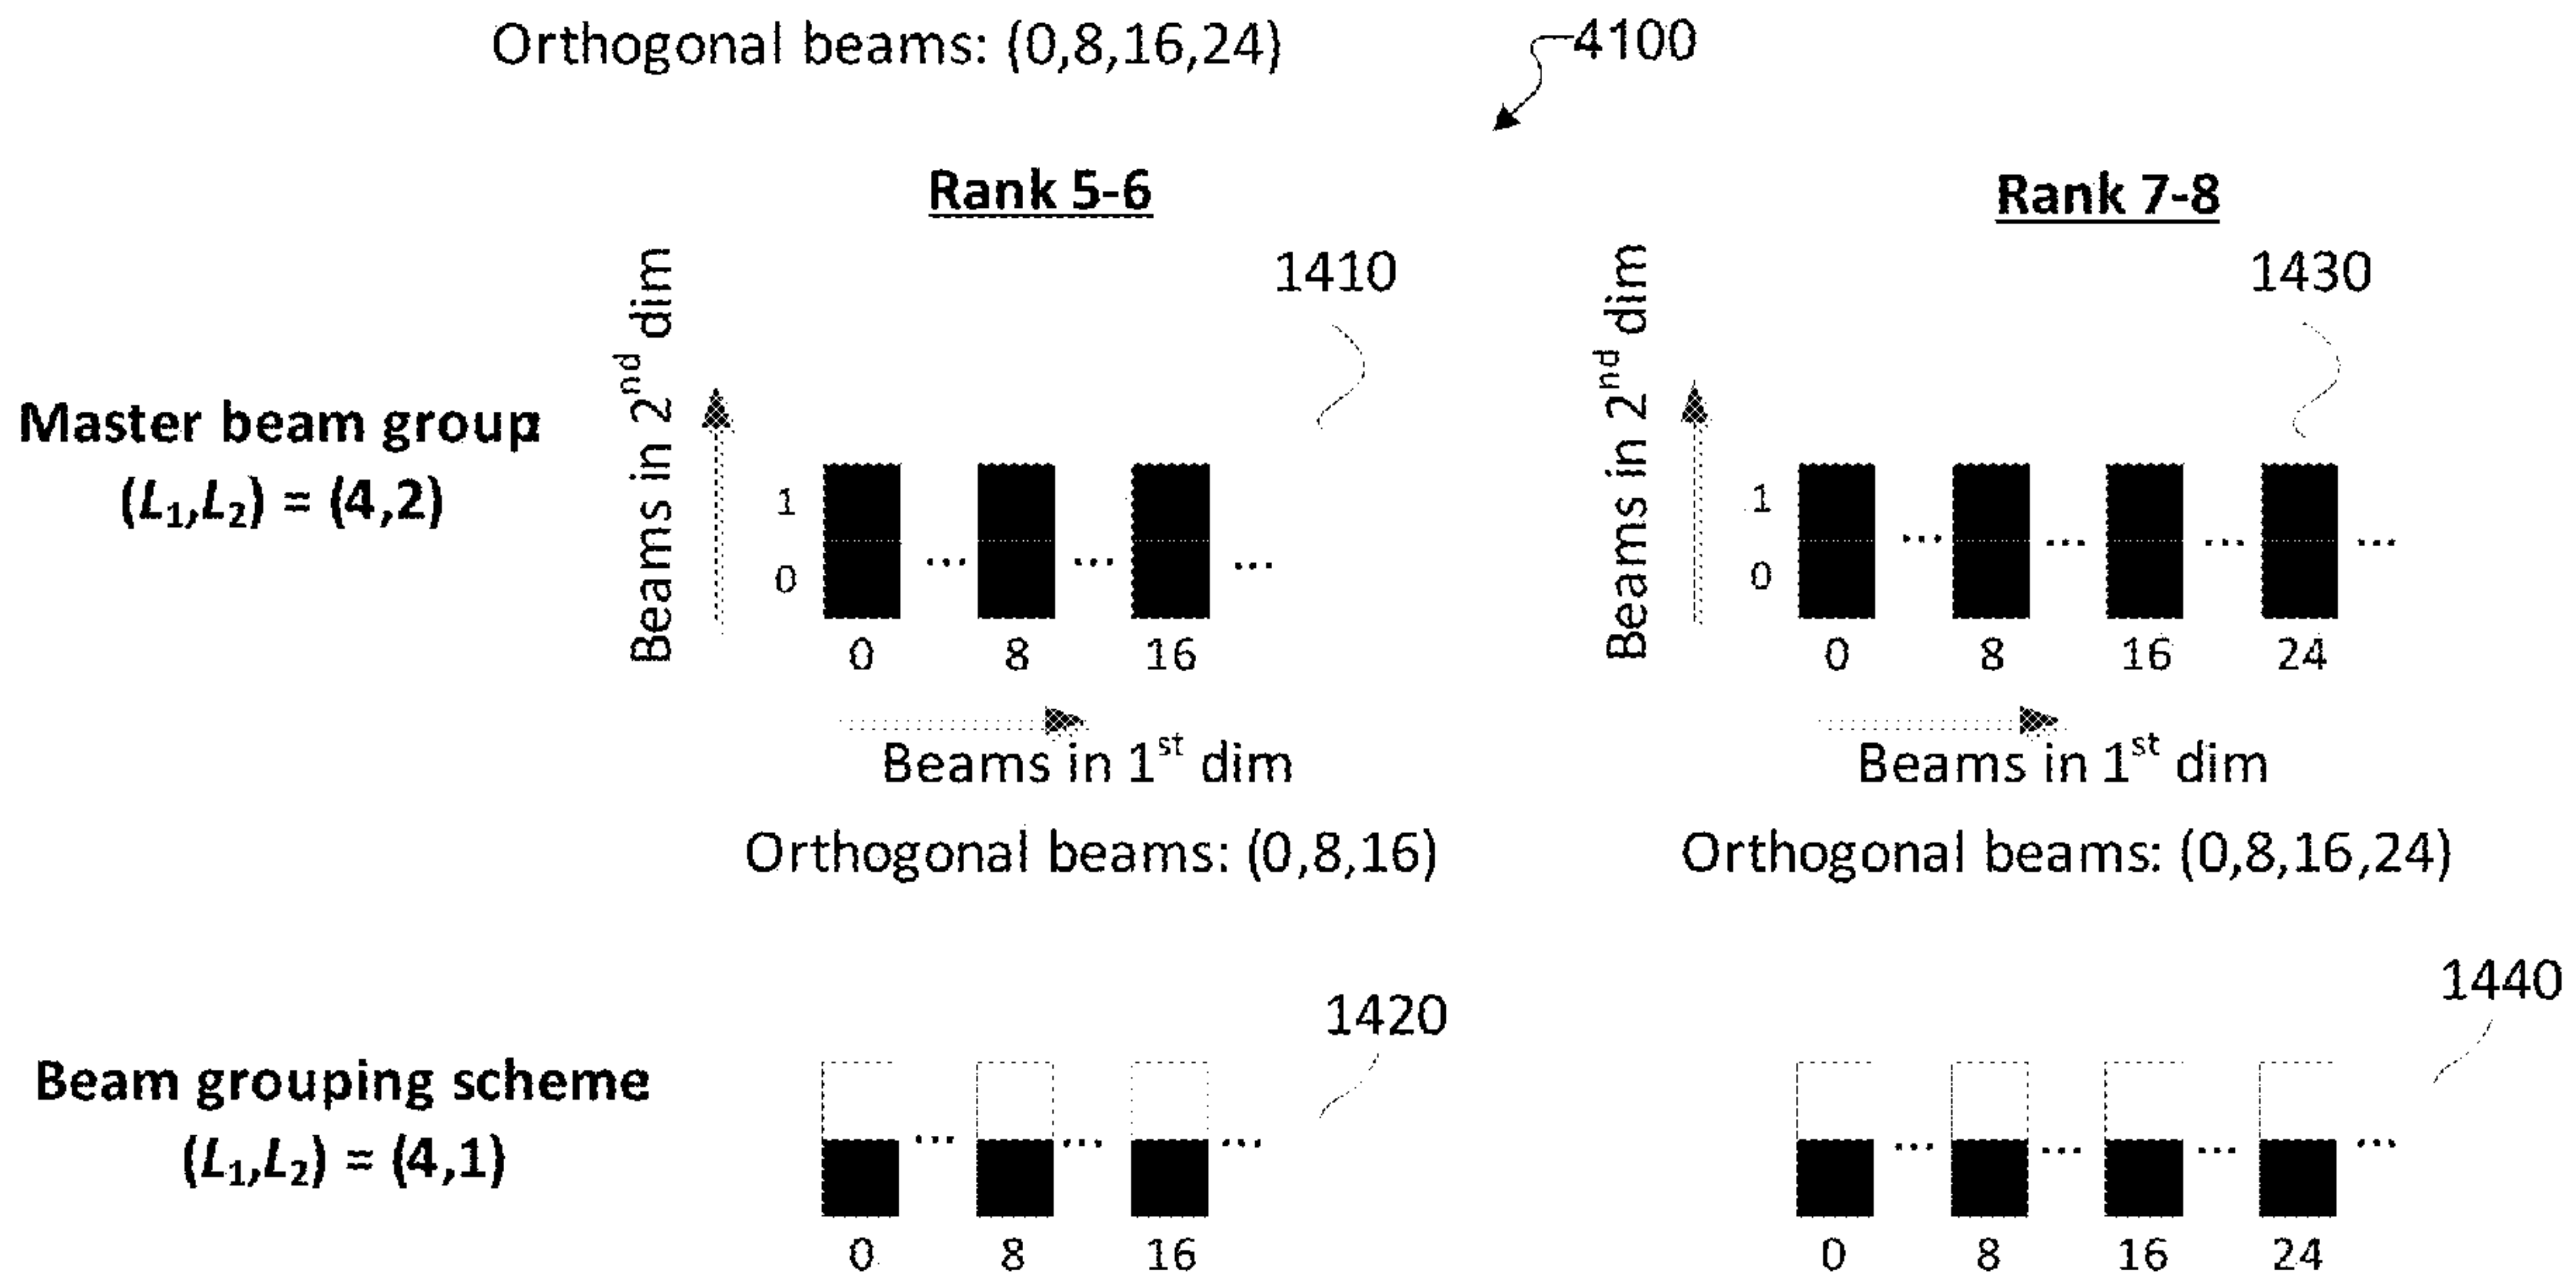 Orthogonal beams: (0,8,16,24)
4100
Rank 5-6
Rank 7-8
1410
1430
Beams in 2nd dim
Beams in 2nd dim
Master beam group
(L1,L2) = (4,2)
1
0
...
...
...
0 8 16
1
0
...
...
...
...
0 8 16 24
Beams in 1st dim
Beams in 1st dim
Orthogonal beams: (0,8,16)
Orthogonal beams: (0,8,16,24)
1420
1440
Beam grouping scheme
(L1,L2) = (4,1)
...
...
...
0 8 16
...
...
...
...
0 8 16 24